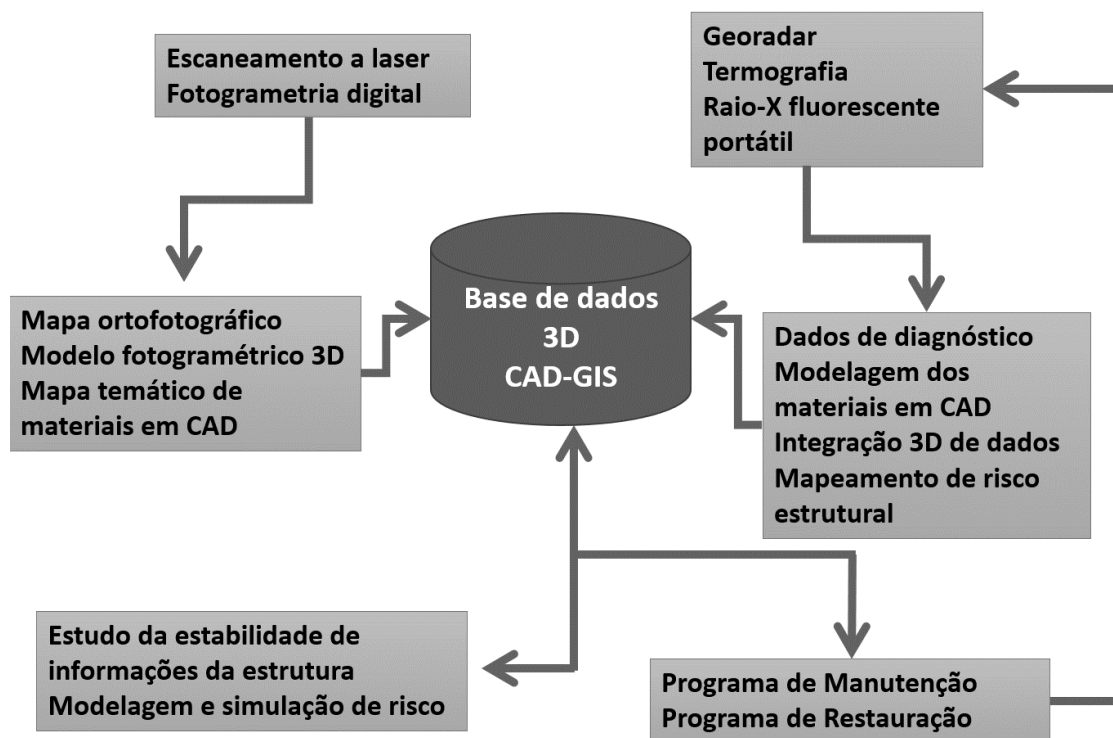 Escaneamento a laser
Fotogrametria digital
Georadar
Termografia
Raio-X fluorescente
portátil
Base de dados
3D
CAD-GIS
Mapa ortofotográfico
Modelo fotogramétrico 3D
Mapa temático de
materiais em CAD
Dados de diagnóstico
Modelagem dos
materiais em CAD
Integração 3D de dados
Mapeamento de risco
estrutural
Estudo da estabilidade de
informações da estrutura
Modelagem e simulação de risco
Programa de Manutenção
Programa de Restauração